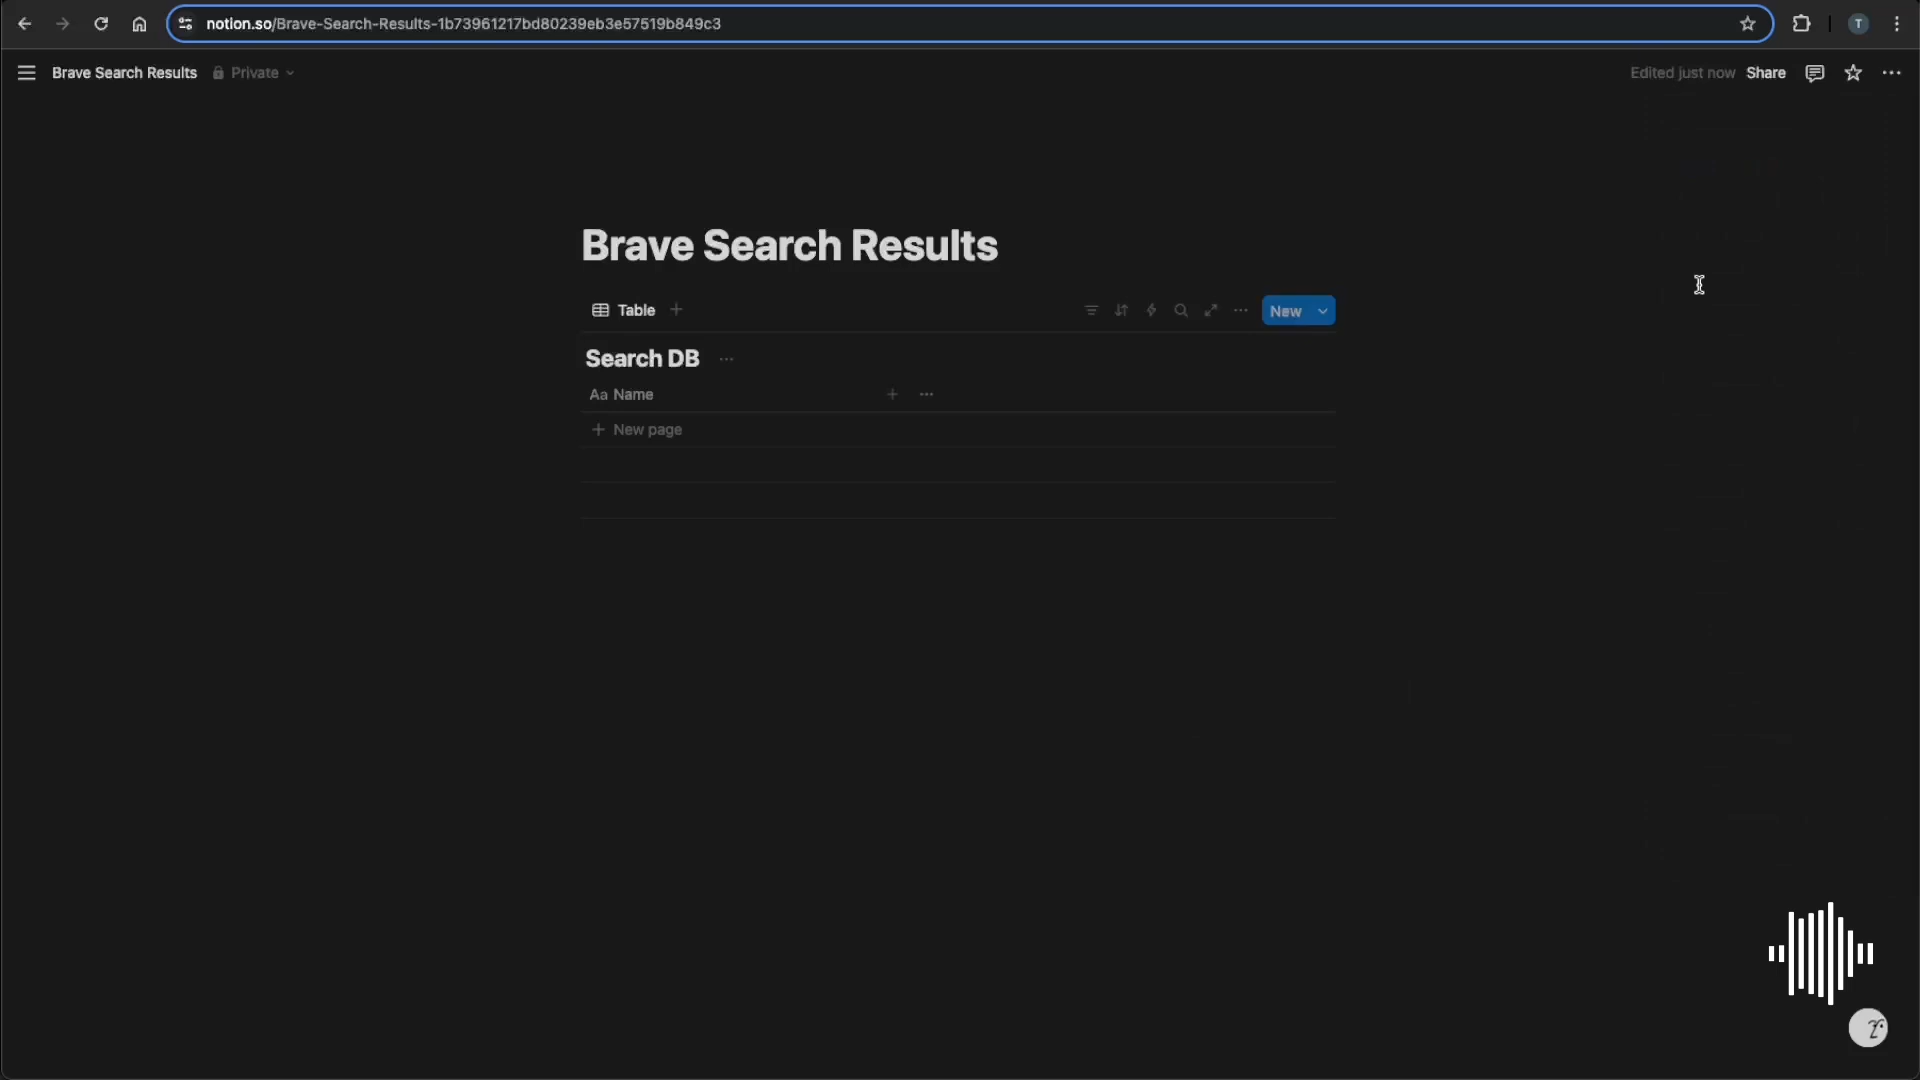 notion.so/Brave-Search-Results-1b73961217bd80239eb3e57519b849c3
T
Brave Search Results Private
Edited just now Share
Brave Search Results
Table
New
Search DB
Aa Name
New page